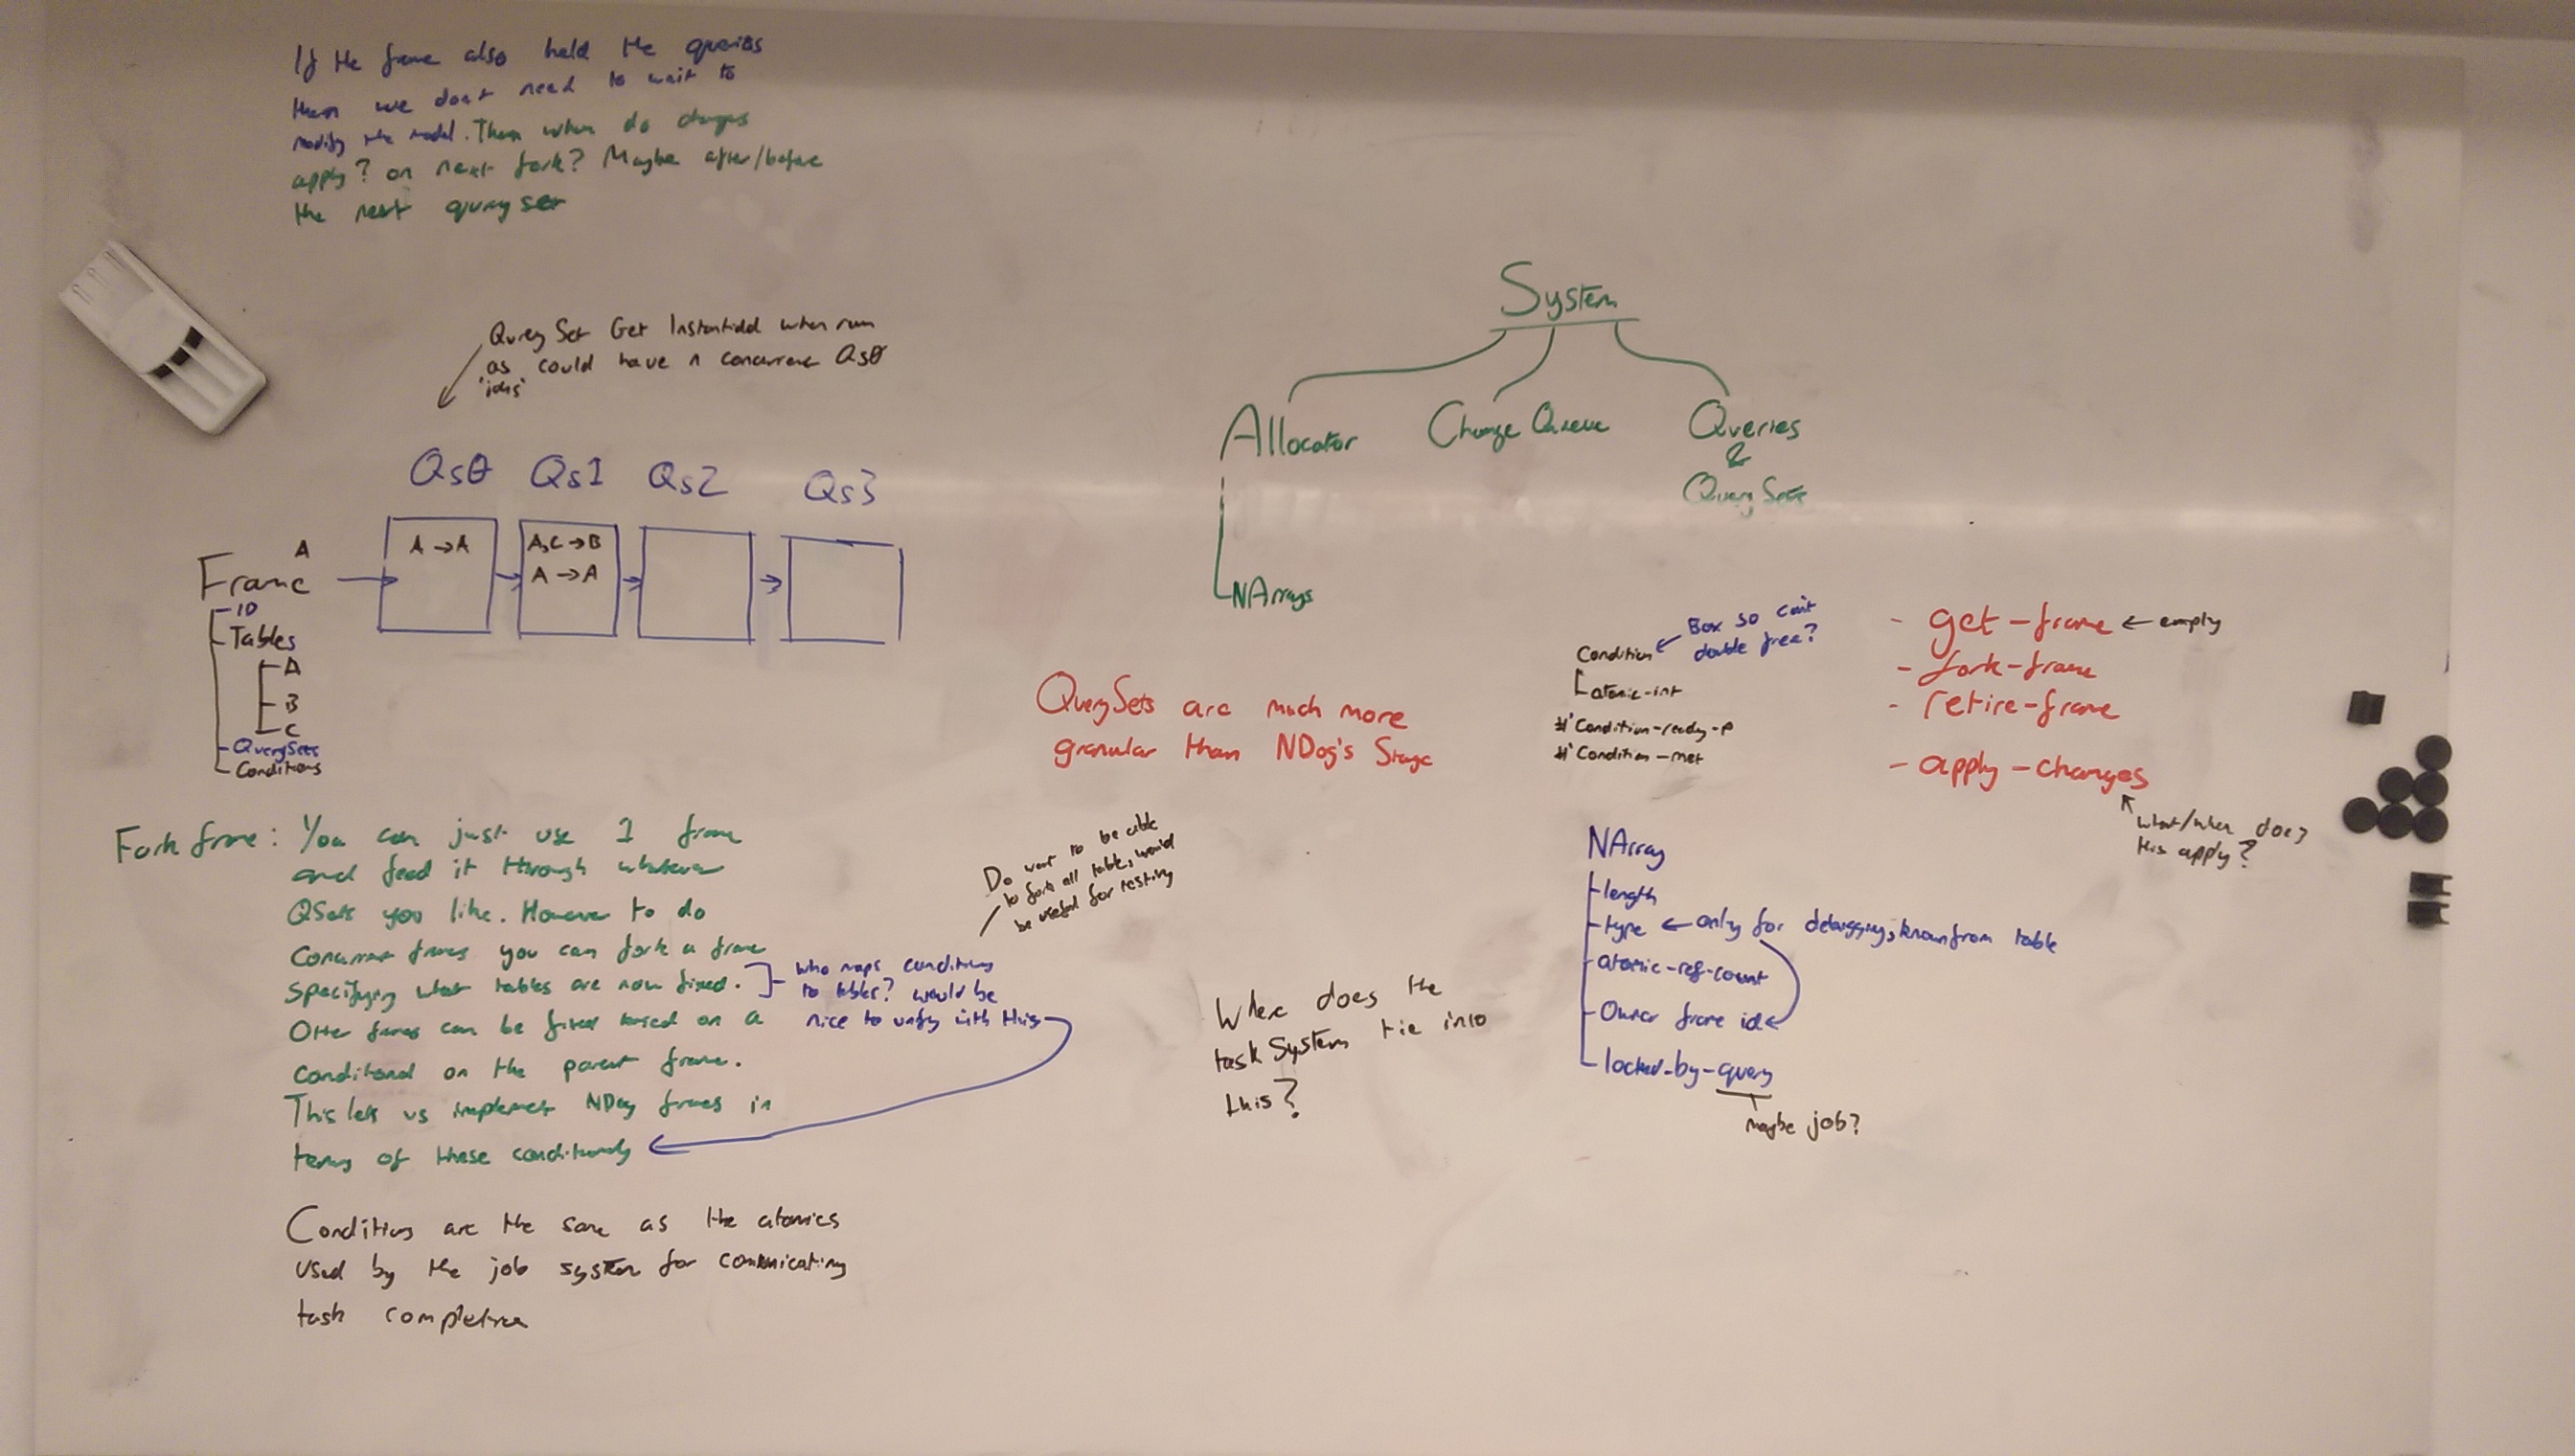 If the frame also held the queries
then we don't need to wait to
modify the model. Then when do changes
apply? on next fork? Maybe after/before
the next query set
Query Set Get when run
as could have n concurrent Qs0
Qs0 Qs1 Qs2 Qs3
A → A
A,C → B
A → A
A
Frame
ID
Tables
A
B
C
QuerySets
Conditions
Fork frame: You can just use 1 frame
and feed it through whatever
QSets you like. However to do
Concurrent frames you can fork a frame
Specifying what tables are now fixed.
Other frames can be fixed based on a
conditional on the parent frame.
This lets us implement NDog frames in
terms of these conditionals
who maps conditions
to tables? would be
nice to unify with this
Do want to be able
to fork all tables, would
be useful for testing
Conditions are the same as the atomics
used by the job system for comunicating
task completion
System
Allocator
Change Queue
Queries
&
Query Sets
NArrays
QuerySets are much more
granular than NDog's Stage
Where does the
task System tie into
this?
Condition
Box so can't
double free?
atomic-int
#'Condition-ready-p
#'Condition-met
- get-frame ← empty
- fork-frame
- retire-frame
- apply-changes
what/when does
this apply?
NArray
length
type ← only for debugging, known from table
atomic-ref-count
Owner frame id
locked-by-query
maybe job?